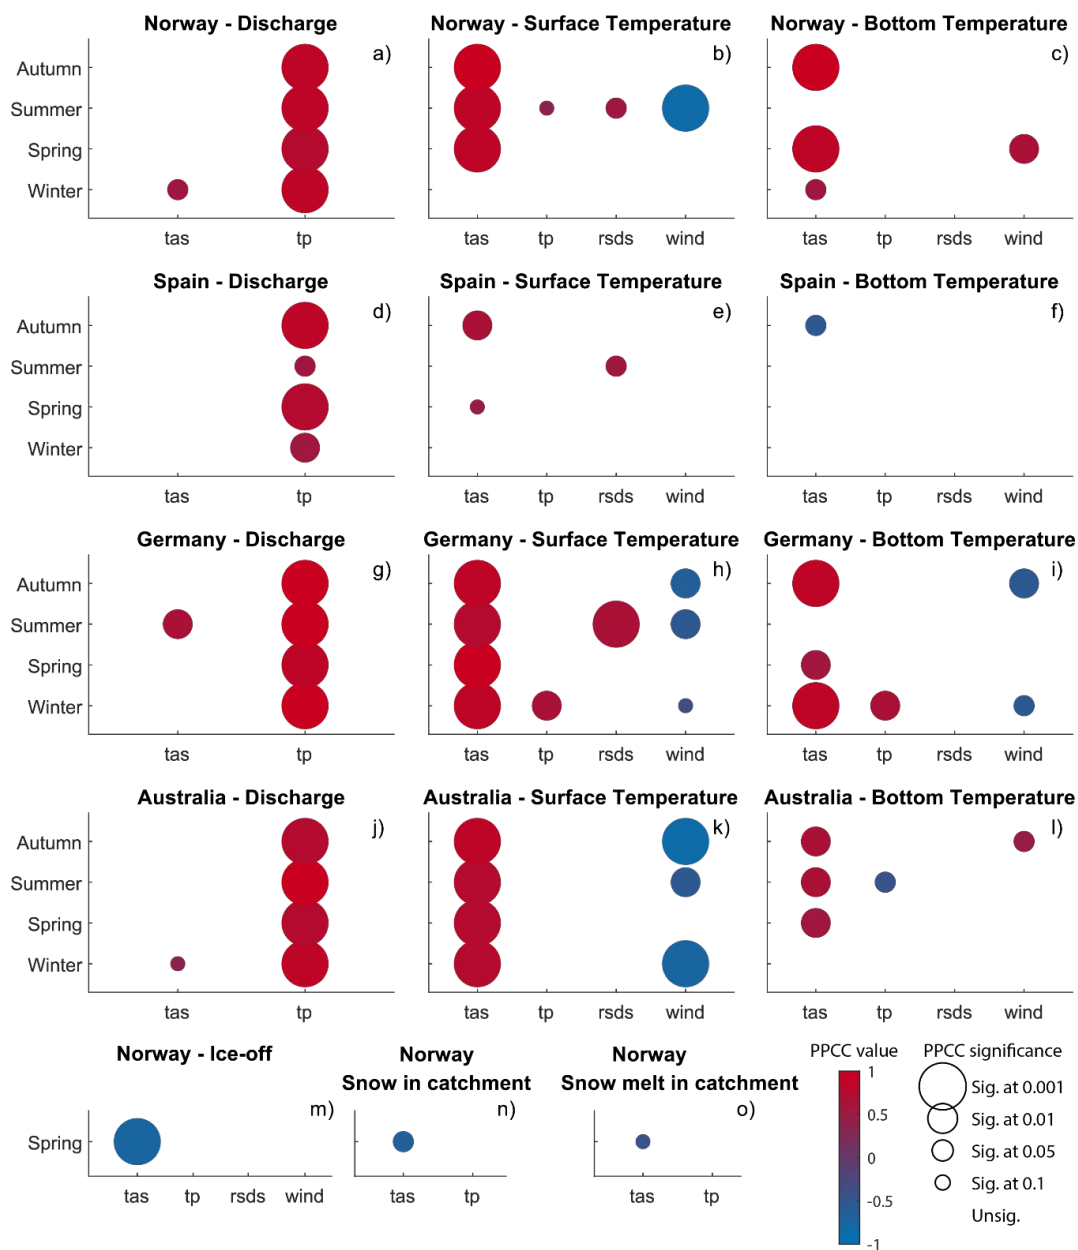 Norway - Discharge
Norway - Surface Temperature
Norway - Bottom Temperature
a)
b)
c)
Autumn
Summer
Spring
Winter
tas tp
tas tp rsds wind
tas tp rsds wind
Spain - Discharge
Spain - Surface Temperature
Spain - Bottom Temperature
d)
e)
f)
Autumn
Summer
Spring
Winter
tas tp
tas tp rsds wind
tas tp rsds wind
Germany - Discharge
Germany - Surface Temperature
Germany - Bottom Temperature
g)
h)
i)
Autumn
Summer
Spring
Winter
tas tp
tas tp rsds wind
tas tp rsds wind
Australia - Discharge
Australia - Surface Temperature
Australia - Bottom Temperature
j)
k)
l)
Autumn
Summer
Spring
Winter
tas tp
tas tp rsds wind
tas tp rsds wind
Norway - Ice-off
m)
Spring
tas tp rsds wind
Norway
Snow in catchment
n)
tas tp
Norway
Snow melt in catchment
o)
tas tp
PPCC value
1
0.5
0
-0.5
-1
PPCC significance
Sig. at 0.001
Sig. at 0.01
Sig. at 0.05
Sig. at 0.1
Unsig.